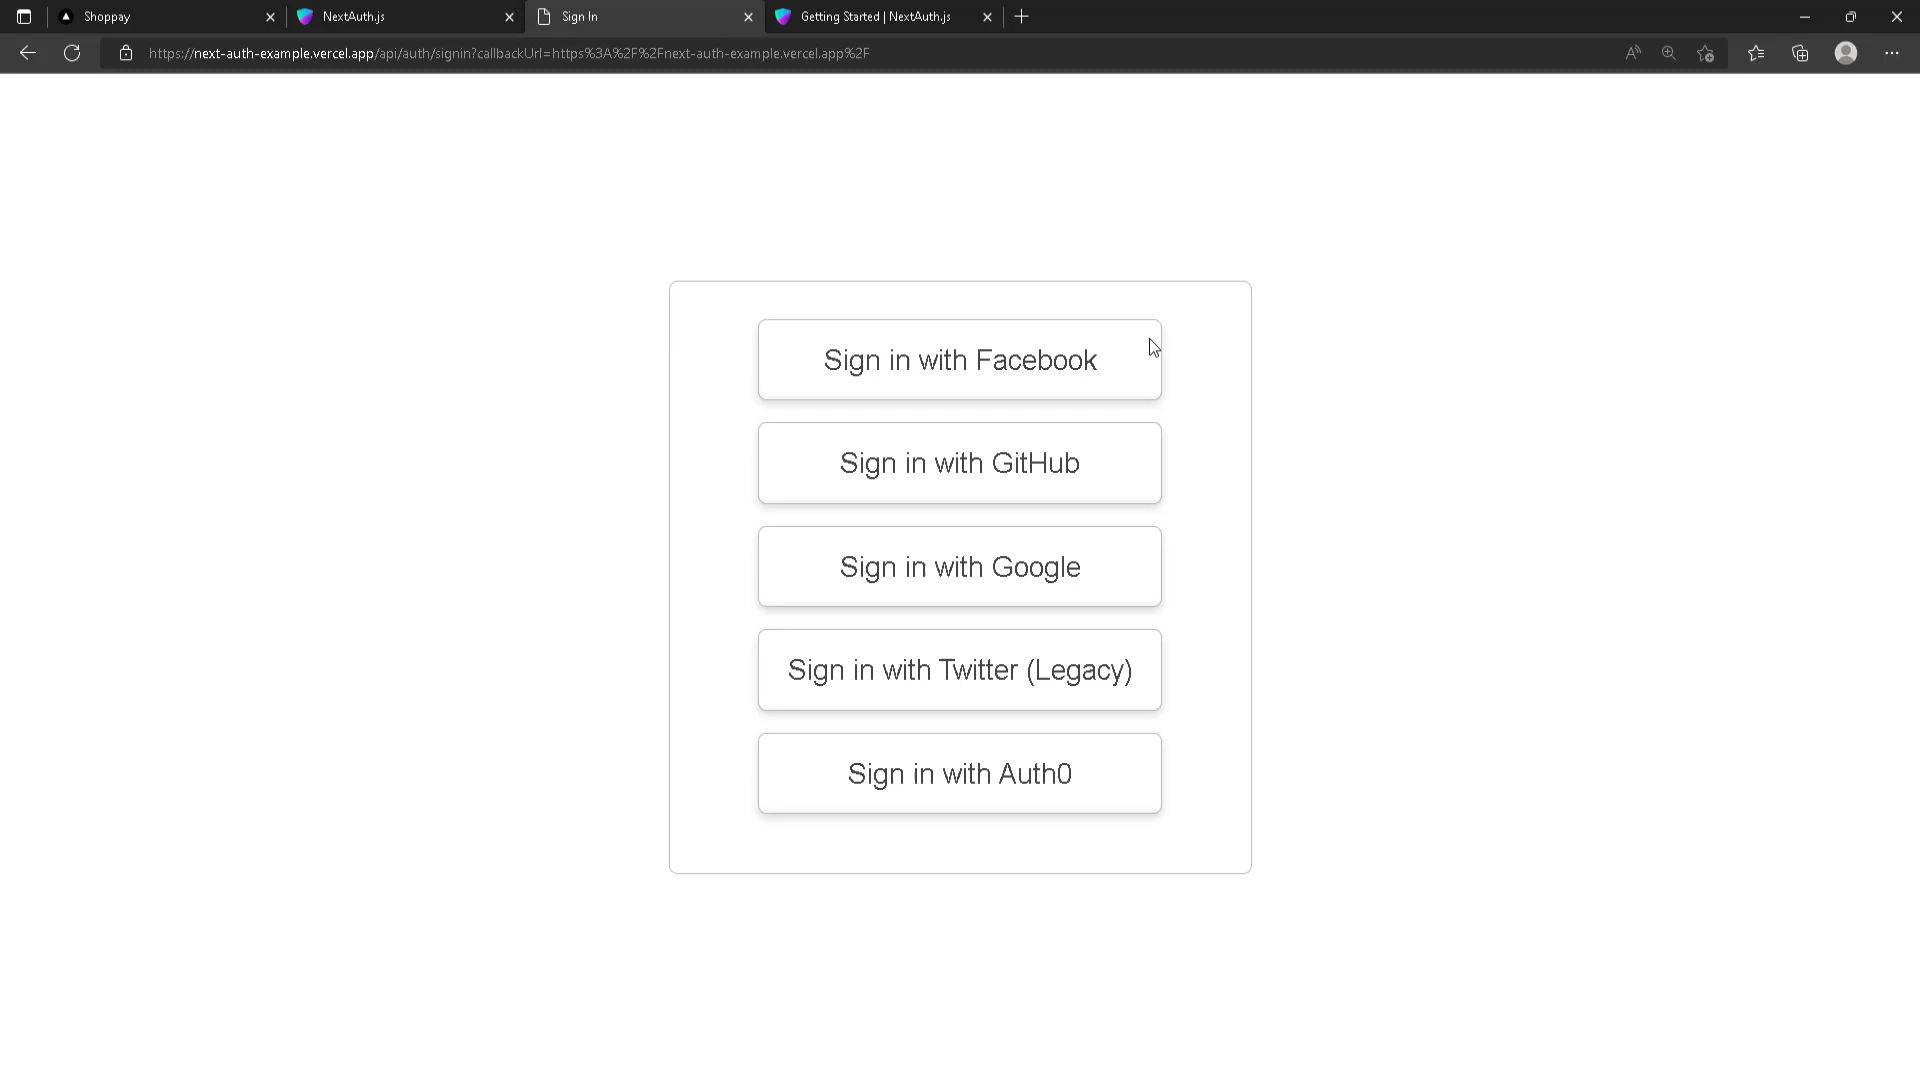 Shoppay
NextAuth.js
Sign In
Getting Started | NextAuth.js
https://next-auth-example.vercel.app/api/auth/signin?callbackUrl=https%3A%2F%2Fnext-auth-example.vercel.app%2F
Sign in with Facebook
Sign in with GitHub
Sign in with Google
Sign in with Twitter (Legacy)
Sign in with Auth0